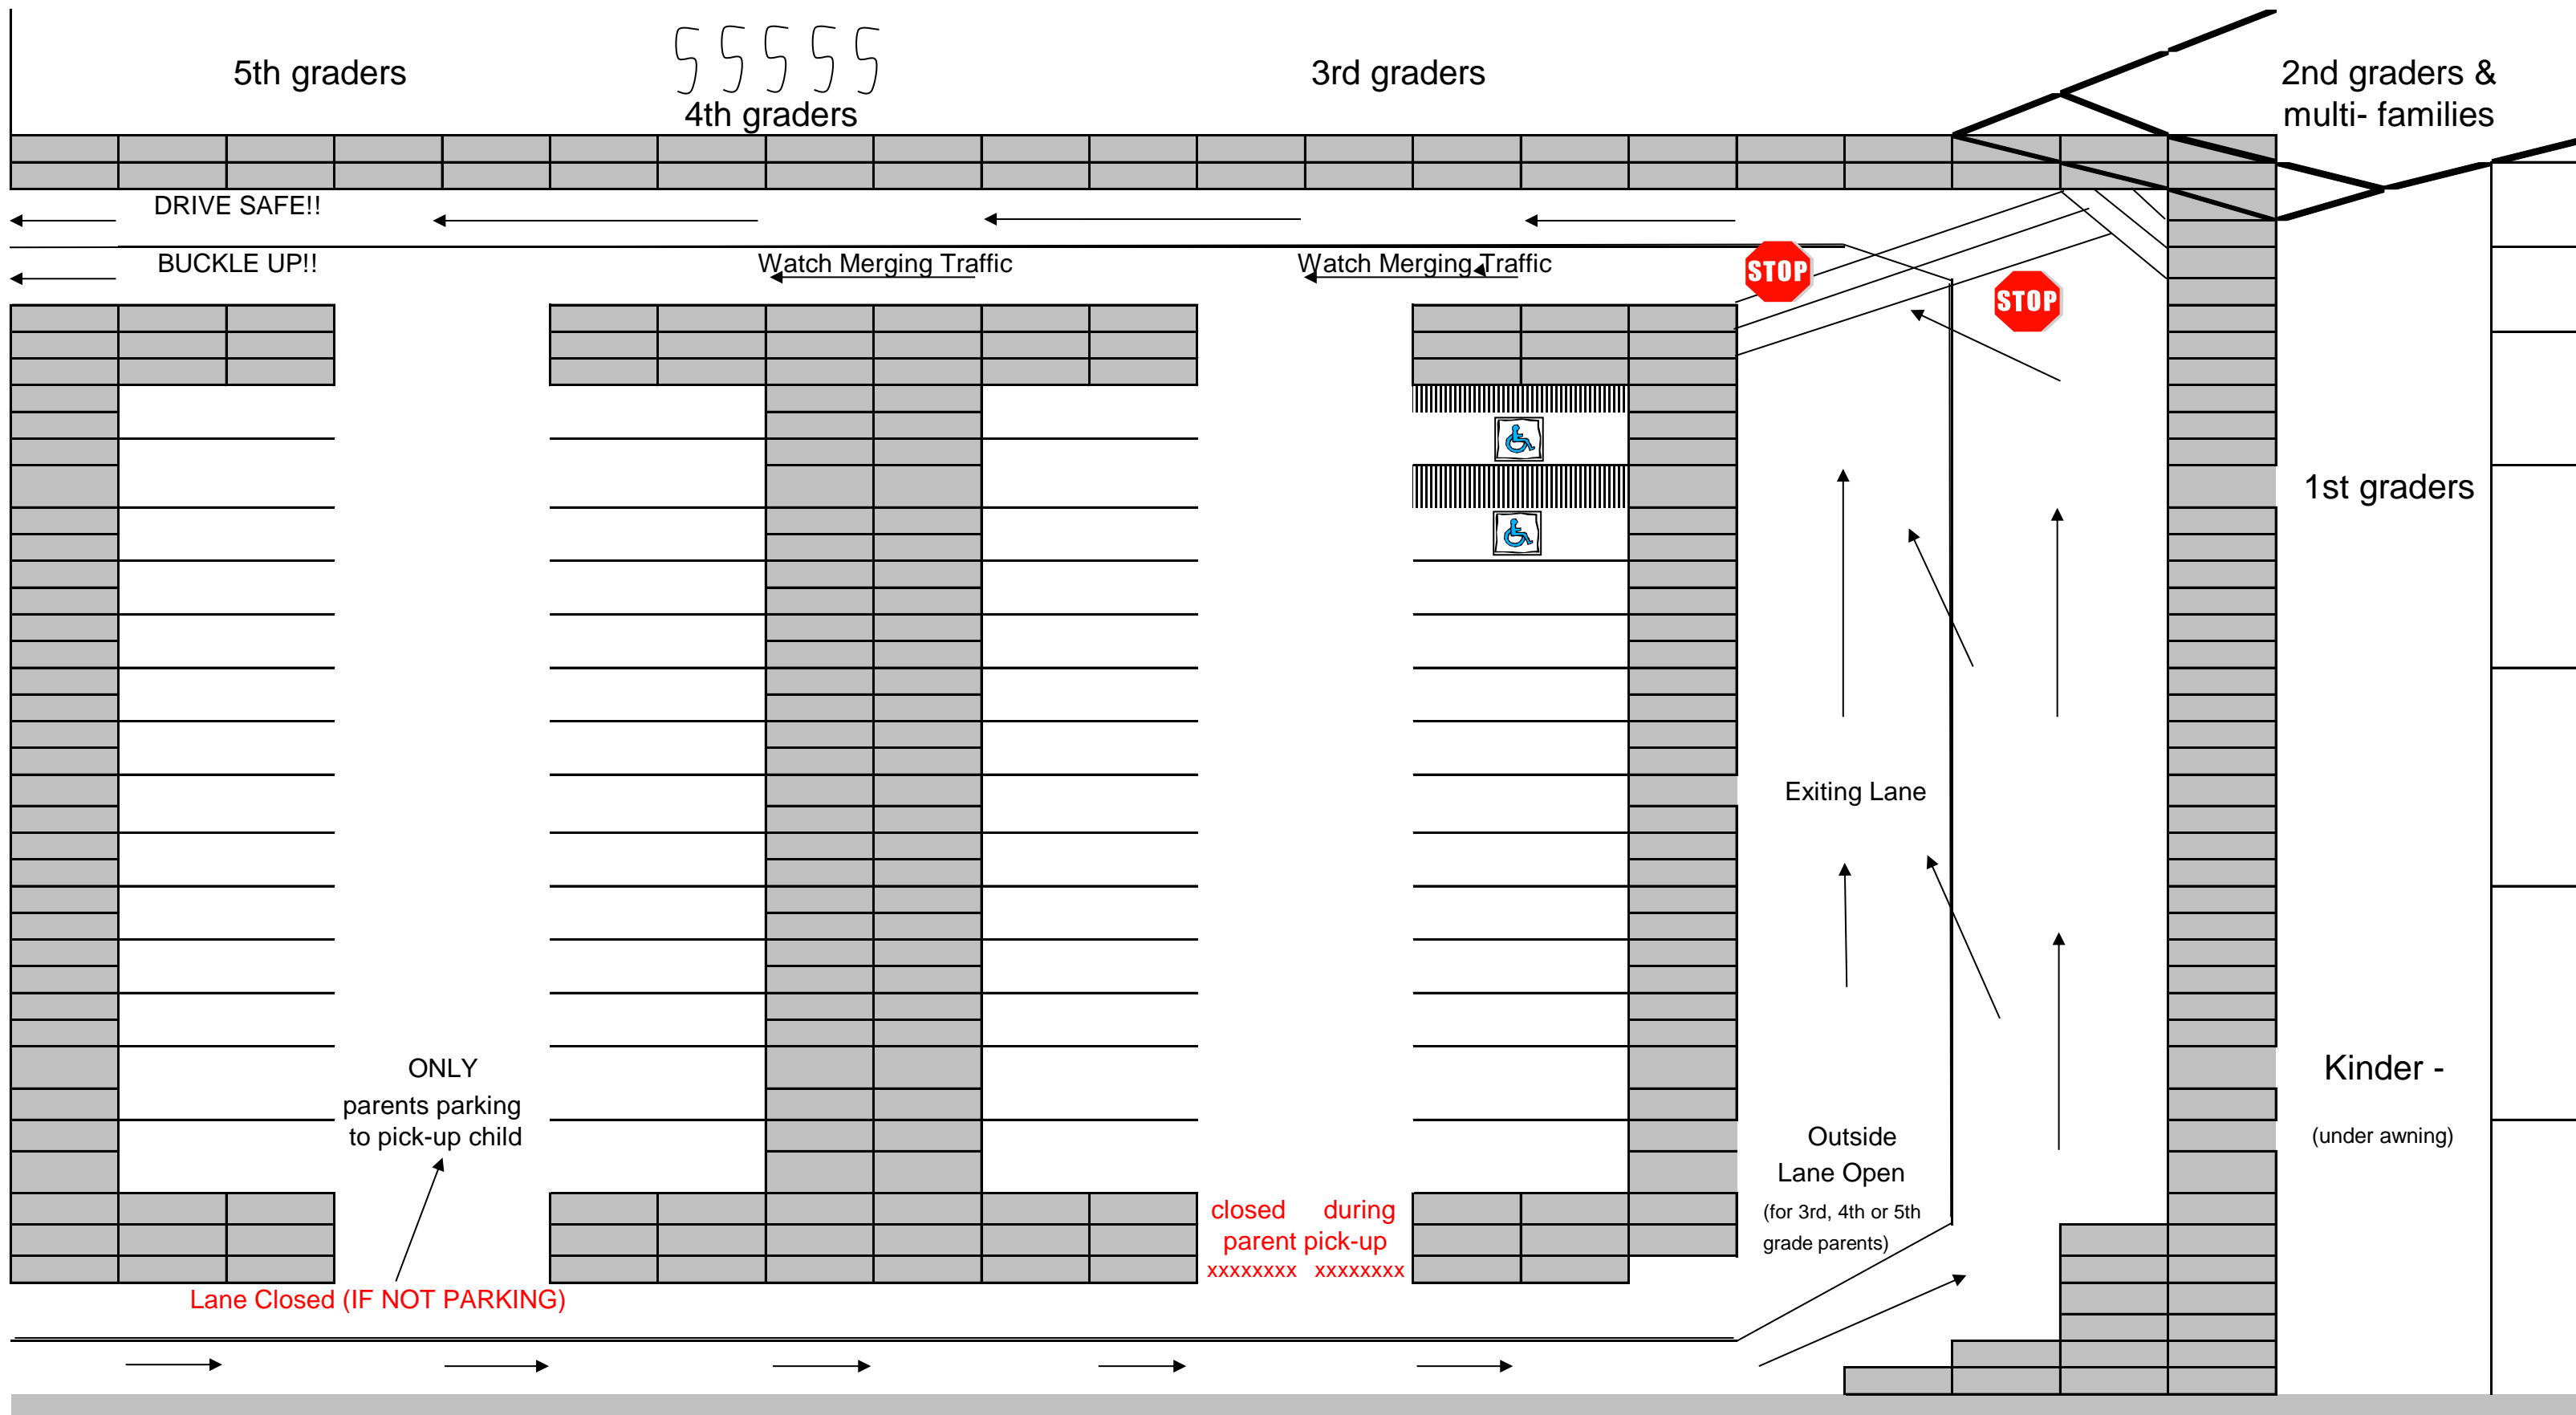 5th graders
4th graders
3rd graders
2nd graders &
multi- families
DRIVE SAFE!!
BUCKLE UP!!
Watch Merging Traffic
Watch Merging Traffic
STOP
STOP
1st graders
Exiting Lane
ONLY
parents parking
to pick-up child
Kinder -
(under awning)
Outside
Lane Open
(for 3rd, 4th or 5th
grade parents)
closed during
parent pick-up
xxxxxxxx xxxxxxxx
Lane Closed (IF NOT PARKING)